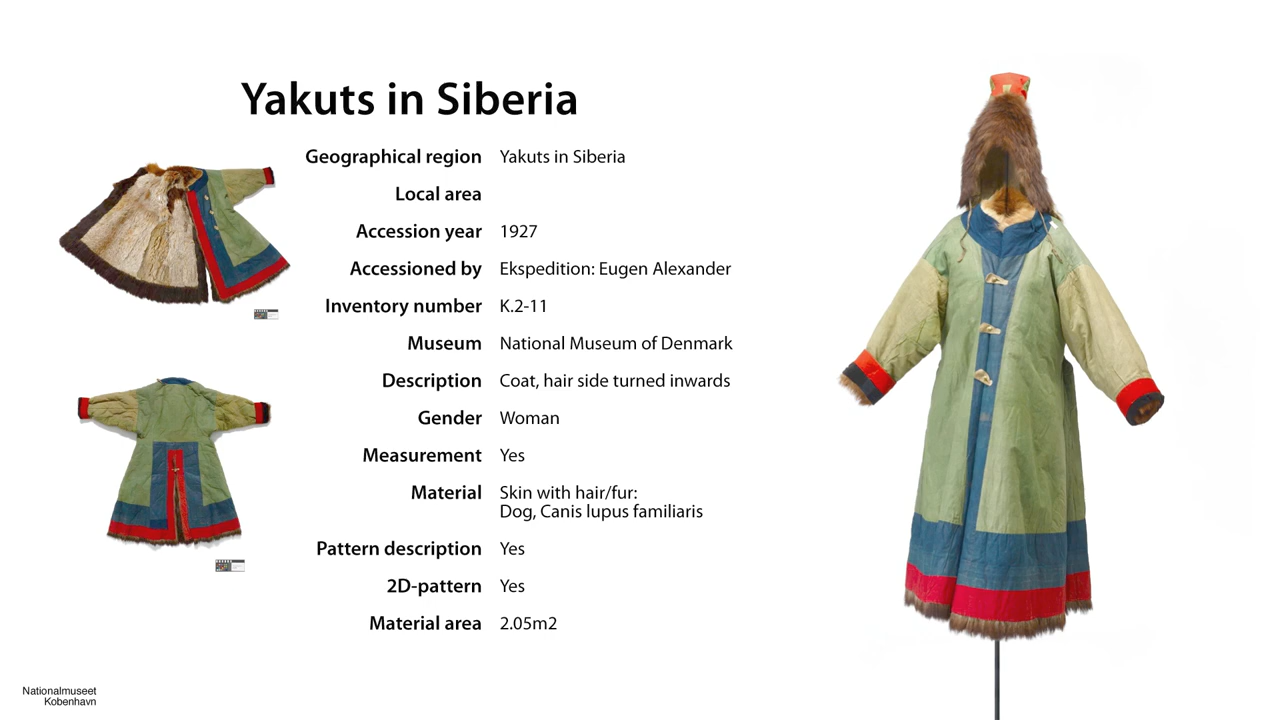 Yakuts in Siberia
Geographical region Yakuts in Siberia
Local area
Accession year 1927
Accessioned by Ekspedition: Eugen Alexander
Inventory number K.2-11
Museum National Museum of Denmark
Description Coat, hair side turned inwards
Gender Woman
Measurement Yes
Material Skin with hair/fur:
Dog, Canis lupus familiaris
Pattern description Yes
2D-pattern Yes
Material area 2.05m2
Nationalmuseet
Kobenhavn